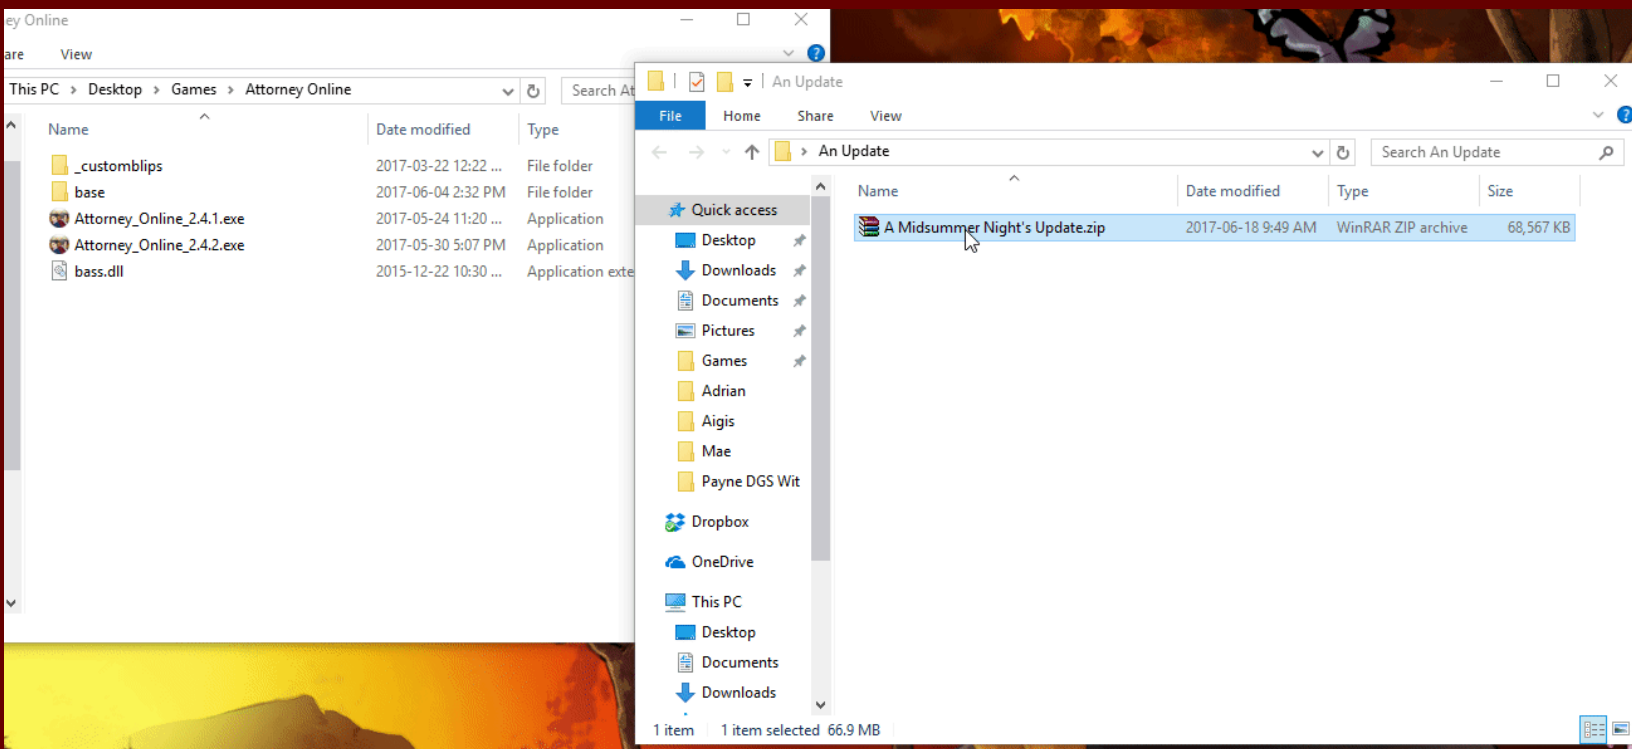 ey Online
are View
This PC > Desktop > Games > Attorney Online
Search At
Name Date modified Type
_customblips 2017-03-22 12:22 ... File folder
base 2017-06-04 2:32 PM File folder
Attorney_Online_2.4.1.exe 2017-05-24 11:20 ... Application
Attorney_Online_2.4.2.exe 2017-05-30 5:07 PM Application
bass.dll 2015-12-22 10:30 ... Application exte
An Update
File Home Share View
> An Update
Search An Update
Name Date modified Type Size
A Midsummer Night's Update.zip 2017-06-18 9:49 AM WinRAR ZIP archive 68,567 KB
Quick access
Desktop
Downloads
Documents
Pictures
Games
Adrian
Aigis
Mae
Payne DGS Wit
Dropbox
OneDrive
This PC
Desktop
Documents
Downloads
1 item 1 item selected 66.9 MB